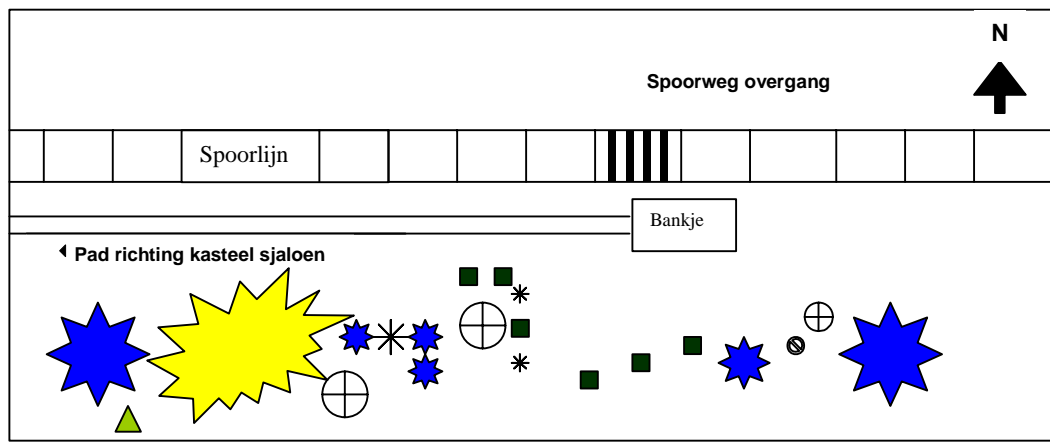 N
Spoorweg overgang
Spoorlijn
Bankje
Pad richting kasteel sjaloen